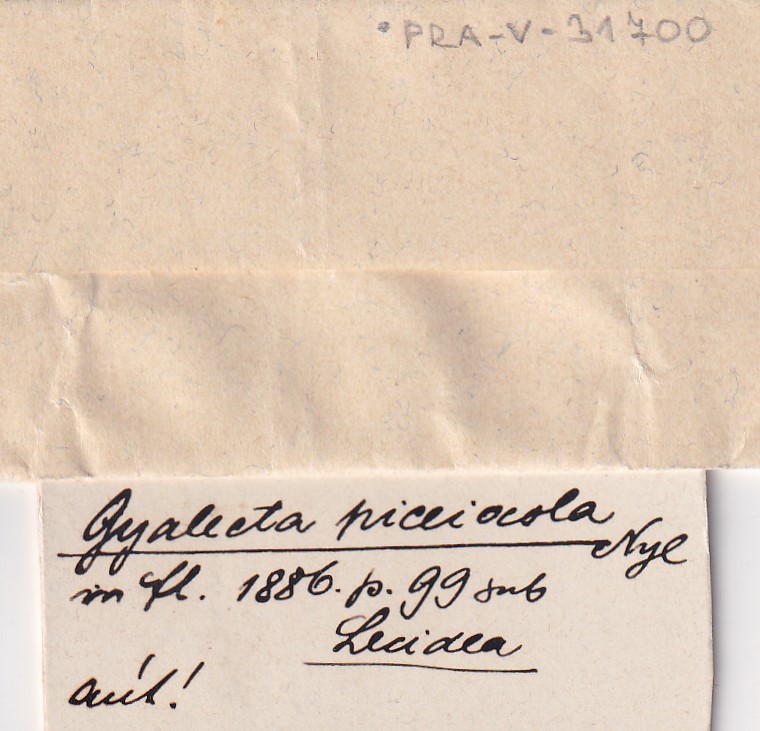 PRA-V-31700
Gyalecta piceicola
Nyl
in fl. 1886. p. 99 sub
Lecidea
aut!